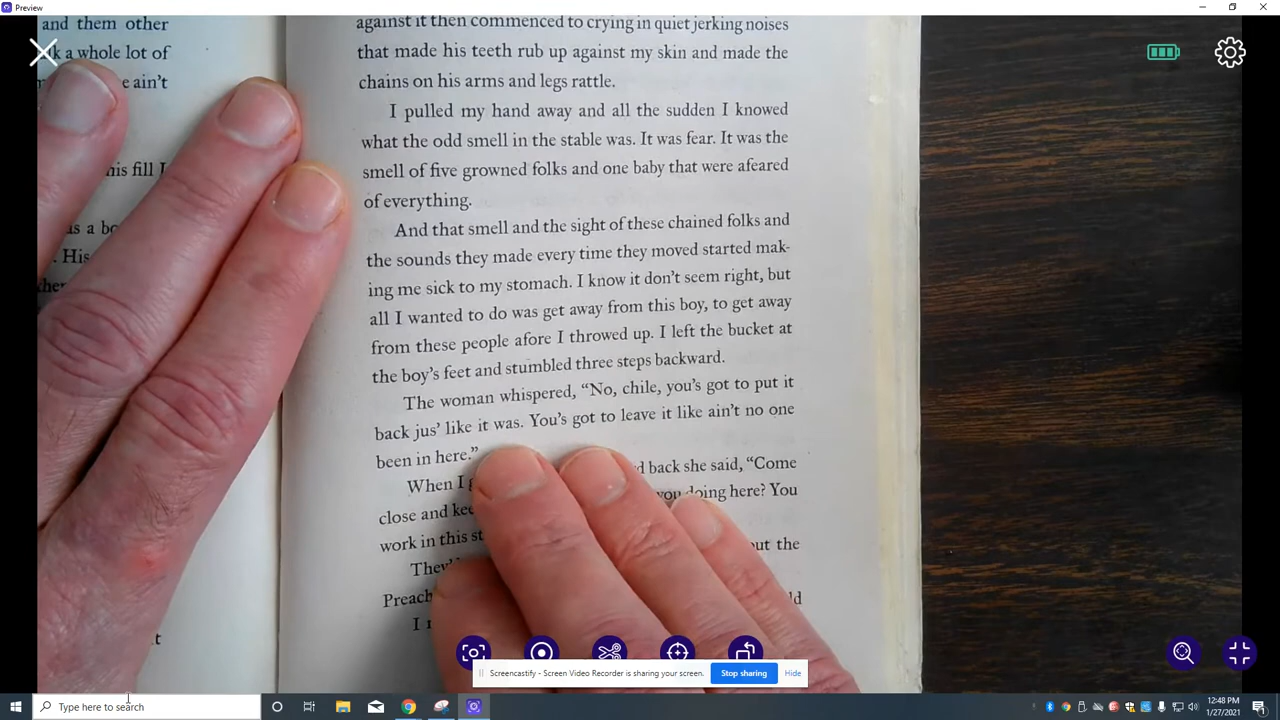 Preview
and them other
k a whole lot of
e ain't
his fill I
as a bo
. His
her
t
against it then commenced to crying in quiet jerking noises
that made his teeth rub up against my skin and made the
chains on his arms and legs rattle.
I pulled my hand away and all the sudden I knowed
what the odd smell in the stable was. It was fear. It was the
smell of five growned folks and one baby that were afeared
of everything.
And that smell and the sight of these chained folks and
the sounds they made every time they moved started mak-
ing me sick to my stomach. I know it don't seem right, but
all I wanted to do was get away from this boy, to get away
from these people afore I throwed up. I left the bucket at
the boy's feet and stumbled three steps backward.
The woman whispered, "No, chile, you's got to put it
back jus' like it was. You's got to leave it like ain't no one
been in here."
When I g d back she said, "Come
close and kee you doing here? You
work in this st
They' out the
Preach ld
I
Screencastify - Screen Video Recorder is sharing your screen. Stop sharing Hide
Type here to search
12:48 PM
1/27/2021